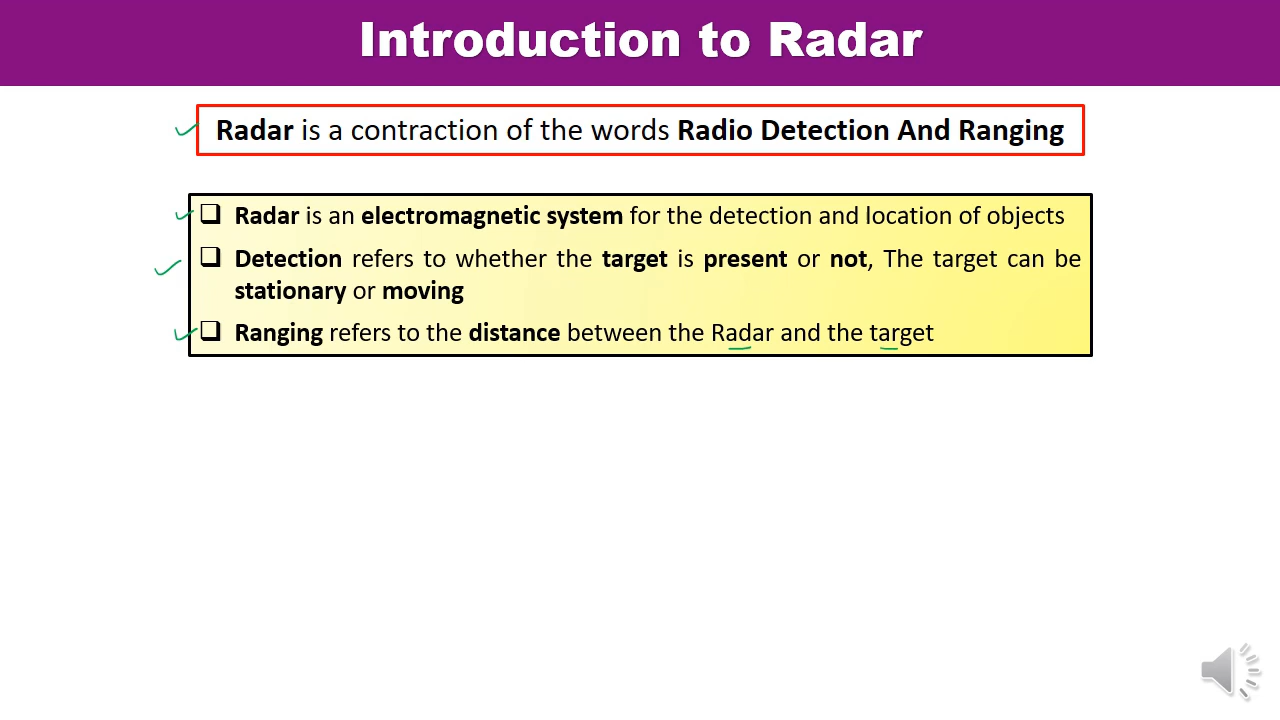 Introduction to Radar
Radar is a contraction of the words Radio Detection And Ranging
Radar is an electromagnetic system for the detection and location of objects
Detection refers to whether the target is present or not, The target can be
stationary or moving
Ranging refers to the distance between the Radar and the target